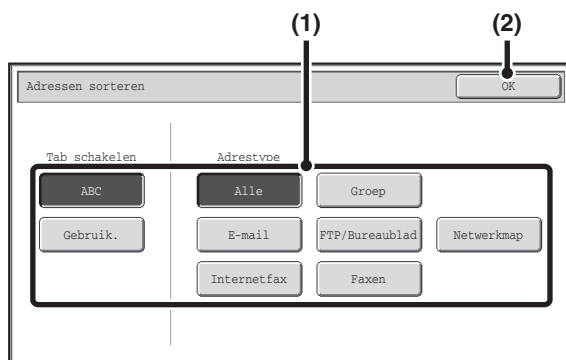 (1) (2)
Adressen sorteren OK
Tab schakelen Adrestype
ABC Alle Groep
Gebruik. E-mail FTP/Bureaublad Netwerkmap
Internetfax Faxen